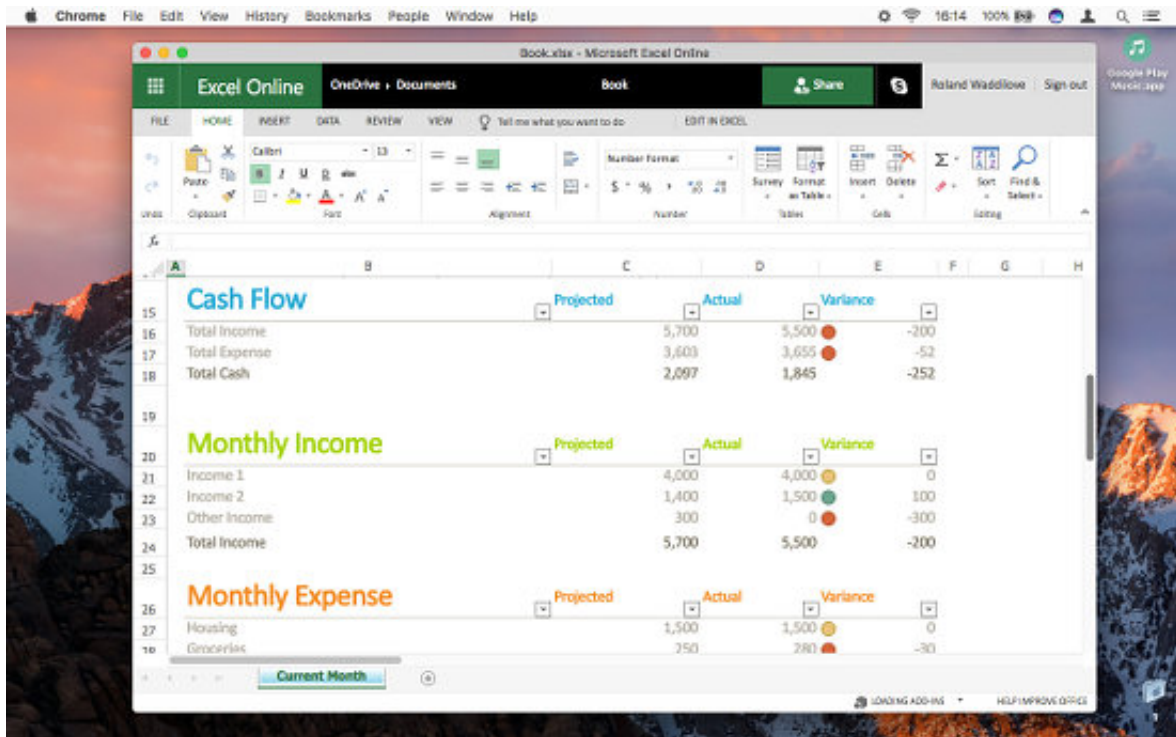 Chrome File Edit View History Bookmarks People Window Help 16:14 100%
Book.xlsx - Microsoft Excel Online
Google Play
Music.app
Excel Online OneDrive › Documents Book Share Roland Waddilove Sign out
FILE HOME INSERT DATA REVIEW VIEW Tell me what you want to do EDIT IN EXCEL
Calibri 13 Number Format
Paste B I U D abc $ % Survey Format as Table Insert Delete Σ Sort Find & Select
Undo Clipboard Font Alignment Number Tables Cells Editing
fx
A B C D E F G H
15 Cash Flow Projected Actual Variance
16 Total Income 5,700 5,500 -200
17 Total Expense 3,603 3,655 -52
18 Total Cash 2,097 1,845 -252
19
20 Monthly Income Projected Actual Variance
21 Income 1 4,000 4,000 0
22 Income 2 1,400 1,500 100
23 Other Income 300 0 -300
24 Total Income 5,700 5,500 -200
25
26 Monthly Expense Projected Actual Variance
27 Housing 1,500 1,500 0
Groceries 250 280 -30
Current Month
LOADING ADD-INS HELP IMPROVE OFFICE
1